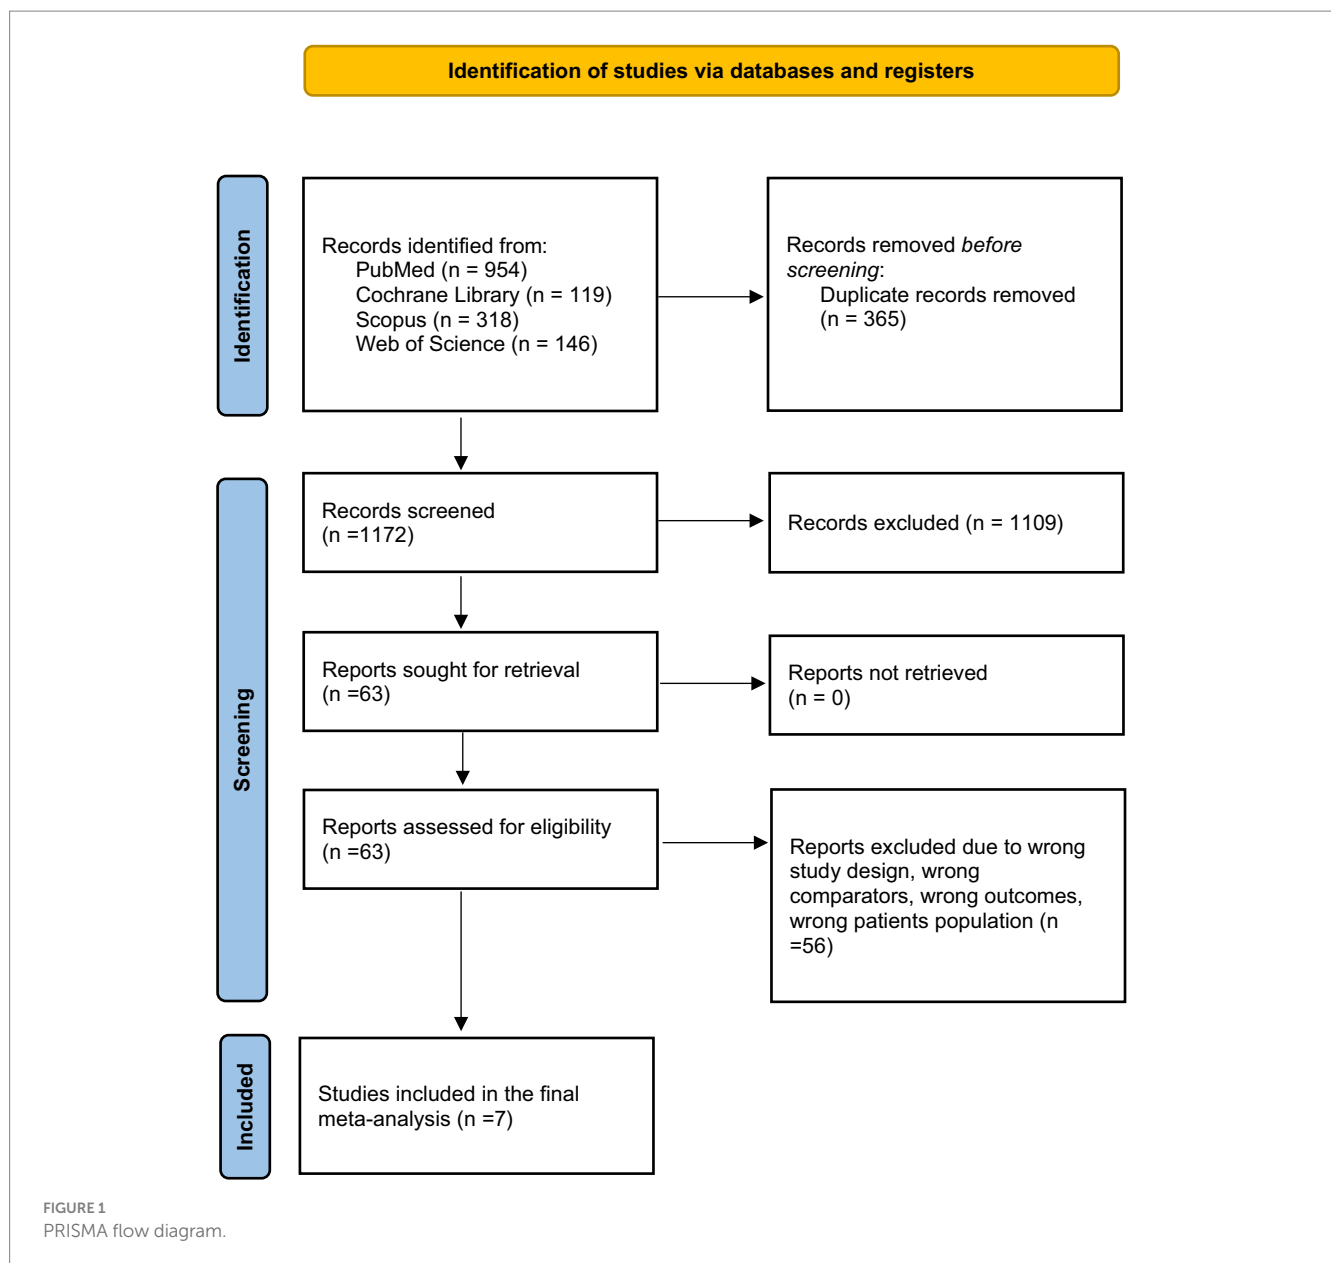 Identification of studies via databases and registers
Identification
Records identified from:
PubMed (n = 954)
Cochrane Library (n = 119)
Scopus (n = 318)
Web of Science (n = 146)
Records removed before
screening:
Duplicate records removed
(n = 365)
Screening
Records screened
(n =1172)
Records excluded (n = 1109)
Reports sought for retrieval
(n =63)
Reports not retrieved
(n = 0)
Reports assessed for eligibility
(n =63)
Reports excluded due to wrong
study design, wrong
comparators, wrong outcomes,
wrong patients population (n
=56)
Included
Studies included in the final
meta-analysis (n =7)
FIGURE 1
PRISMA flow diagram.